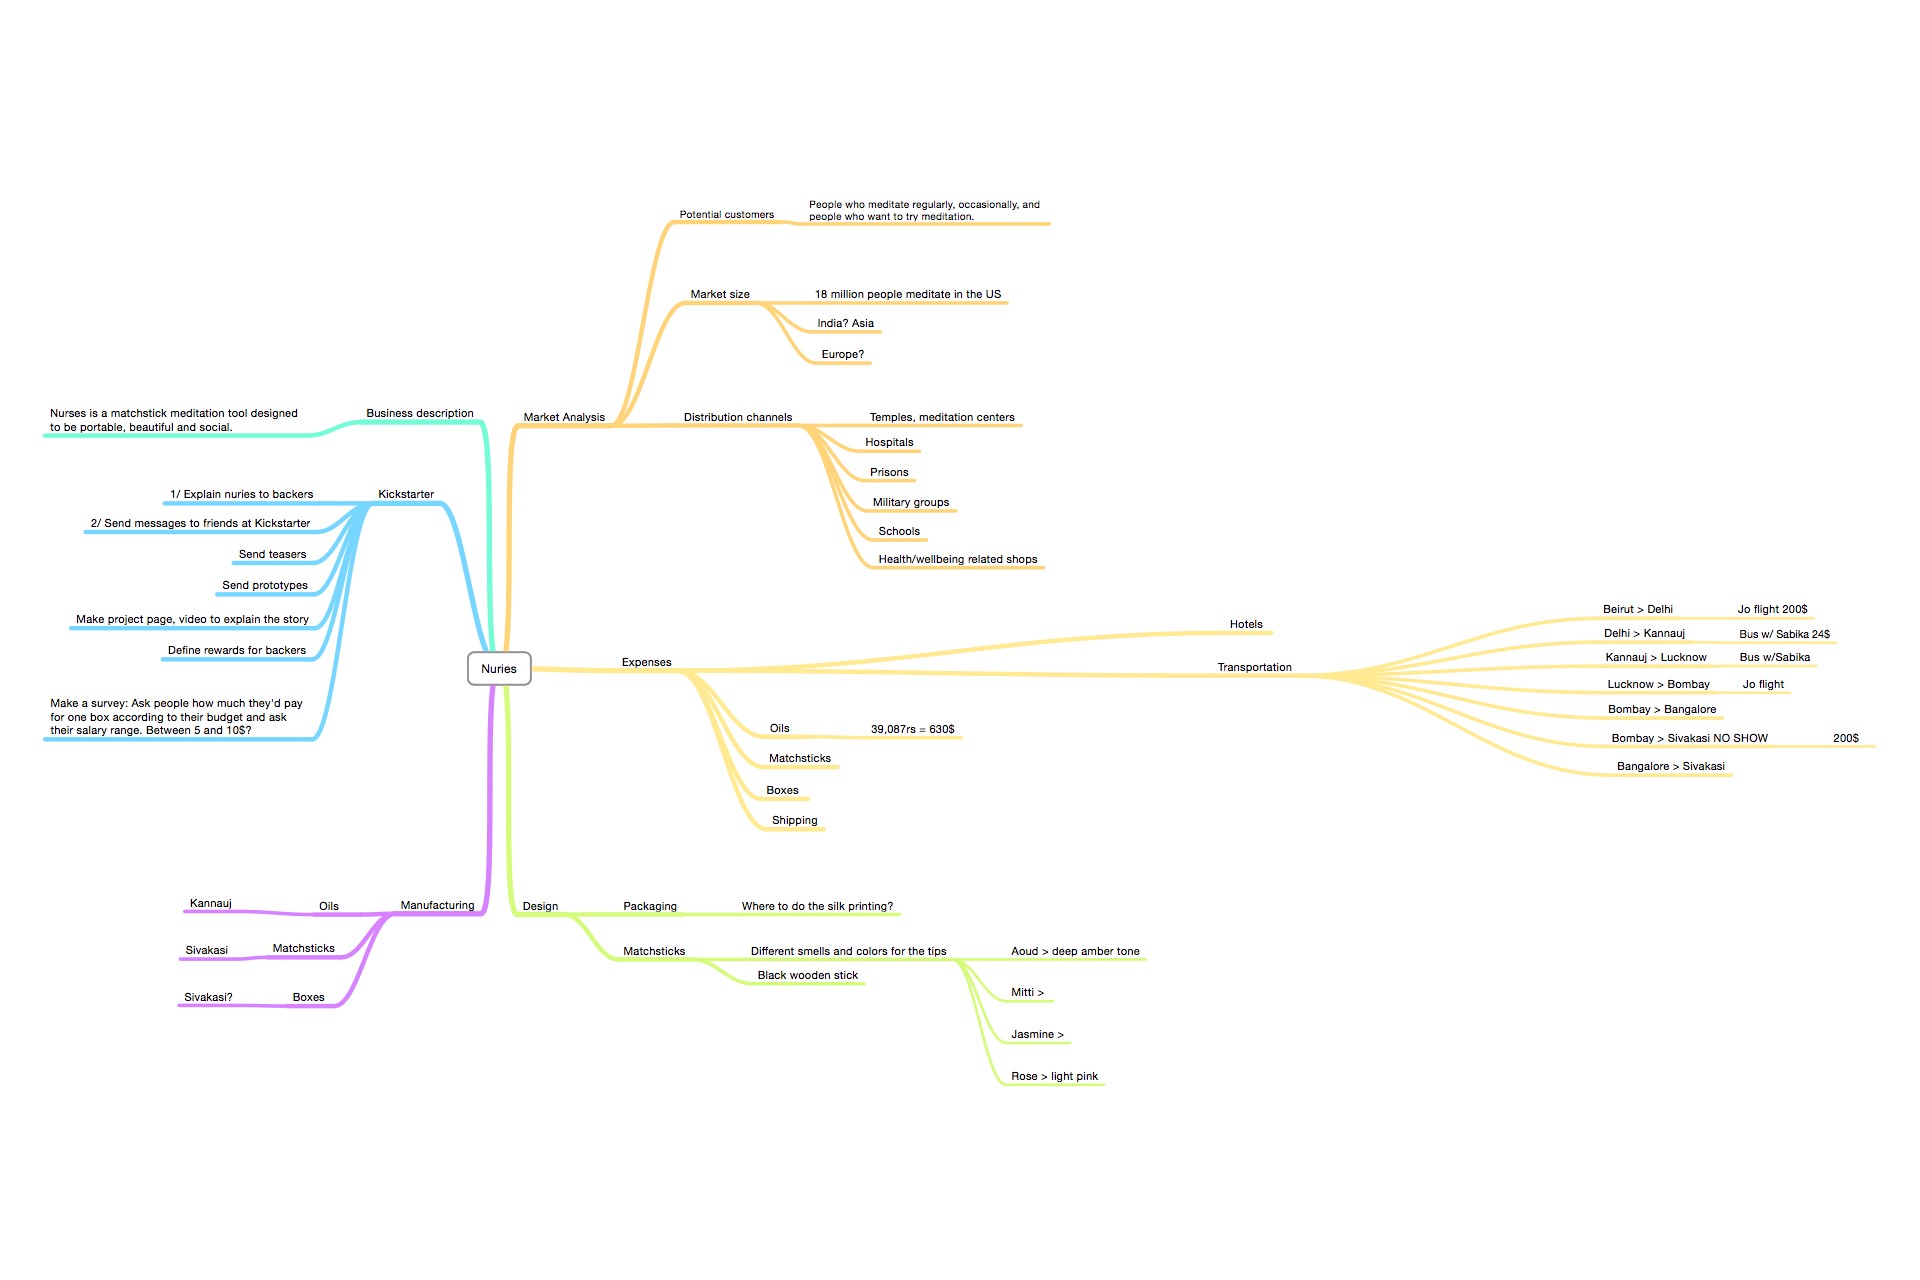 Nuries
Business description
Nurses is a matchstick meditation tool designed
to be portable, beautiful and social.
Kickstarter
1/ Explain nuries to backers
2/ Send messages to friends at Kickstarter
Send teasers
Send prototypes
Make project page, video to explain the story
Define rewards for backers
Make a survey: Ask people how much they'd pay
for one box according to their budget and ask
their salary range. Between 5 and 10$?
Manufacturing
Oils
Kannauj
Matchsticks
Sivakasi
Boxes
Sivakasi?
Market Analysis
Potential customers
People who meditate regularly, occasionally, and
people who want to try meditation.
Market size
18 million people meditate in the US
India? Asia
Europe?
Distribution channels
Temples, meditation centers
Hospitals
Prisons
Military groups
Schools
Health/wellbeing related shops
Expenses
Hotels
Transportation
Beirut > Delhi
Jo flight 200$
Delhi > Kannauj
Bus w/ Sabika 24$
Kannauj > Lucknow
Bus w/Sabika
Lucknow > Bombay
Jo flight
Bombay > Bangalore
Bombay > Sivakasi NO SHOW
200$
Bangalore > Sivakasi
Oils
39,087rs = 630$
Matchsticks
Boxes
Shipping
Design
Packaging
Where to do the silk printing?
Matchsticks
Different smells and colors for the tips
Aoud > deep amber tone
Mitti >
Jasmine >
Rose > light pink
Black wooden stick